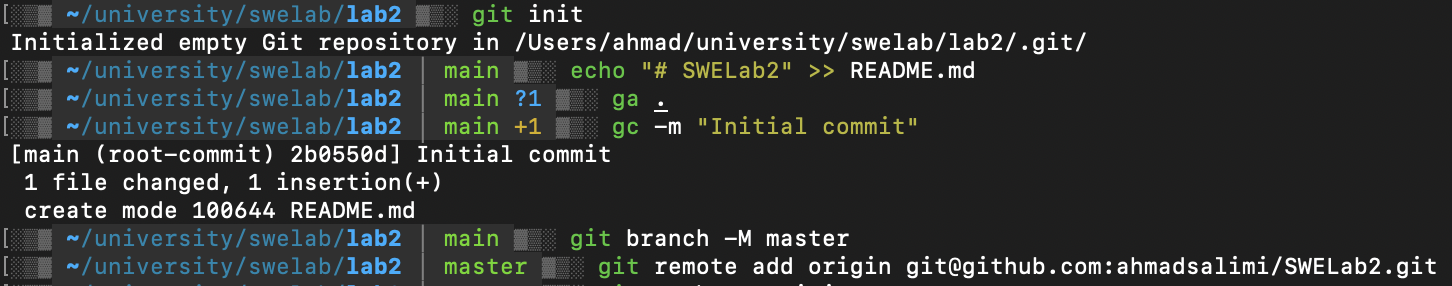 ~/university/swelab/lab2 git init
Initialized empty Git repository in /Users/ahmad/university/swelab/lab2/.git/
~/university/swelab/lab2 | main echo "# SWELab2" >> README.md
~/university/swelab/lab2 | main ?1 ga .
~/university/swelab/lab2 | main +1 gc -m "Initial commit"
[main (root-commit) 2b0550d] Initial commit
1 file changed, 1 insertion(+)
create mode 100644 README.md
~/university/swelab/lab2 | main git branch -M master
~/university/swelab/lab2 | master git remote add origin git@github.com:ahmadsalimi/SWELab2.git